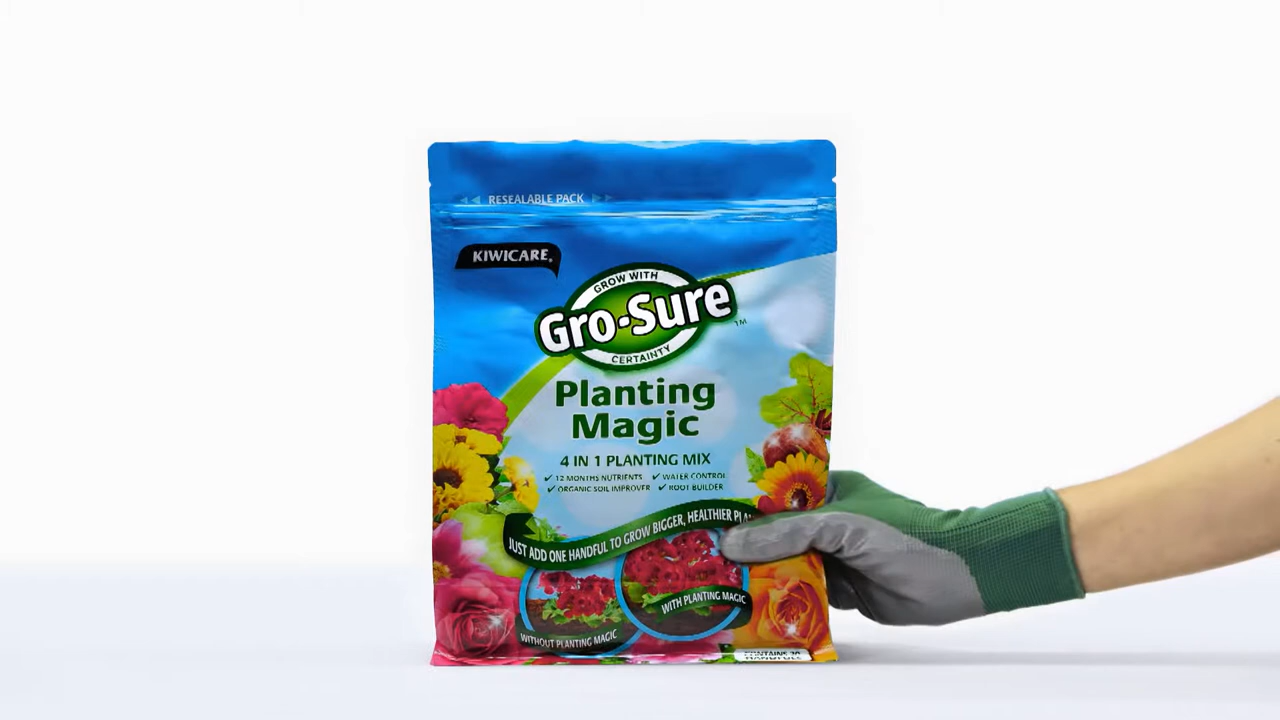 RESEALABLE PACK
KIWICARE®
GROW WITH
Gro-Sure™
CERTAINTY
Planting
Magic
4 IN 1 PLANTING MIX
✓ 12 MONTHS NUTRIENTS ✓ WATER CONTROL
✓ ORGANIC SOIL IMPROVER ✓ ROOT BUILDER
JUST ADD ONE HANDFUL TO GROW BIGGER, HEALTHIER
WITH PLANTING MAGIC
WITHOUT PLANTING MAGIC
CONTAINS 20